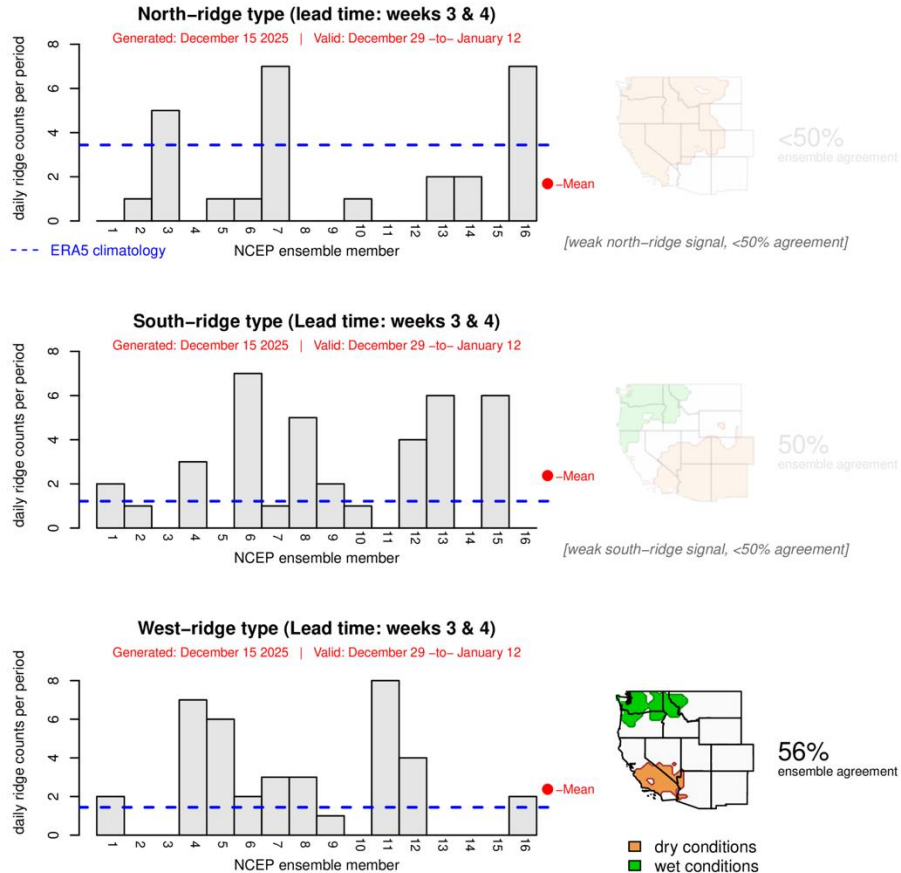 North−ridge type (lead time: weeks 3 & 4)
Generated: December 15 2025 | Valid: December 29 −to− January 12
daily ridge counts per period
0 2 4 6 8
1 2 3 4 5 6 7 8 9 10 11 12 13 14 15 16
NCEP ensemble member
ERA5 climatology
−Mean
<50%
ensemble agreement
[weak north−ridge signal, <50% agreement]
South−ridge type (Lead time: weeks 3 & 4)
Generated: December 15 2025 | Valid: December 29 −to− January 12
daily ridge counts per period
0 2 4 6 8
1 2 3 4 5 6 7 8 9 10 11 12 13 14 15 16
NCEP ensemble member
−Mean
50%
ensemble agreement
[weak south−ridge signal, <50% agreement]
West−ridge type (Lead time: weeks 3 & 4)
Generated: December 15 2025 | Valid: December 29 −to− January 12
daily ridge counts per period
0 2 4 6 8
1 2 3 4 5 6 7 8 9 10 11 12 13 14 15 16
NCEP ensemble member
−Mean
56%
ensemble agreement
dry conditions
wet conditions